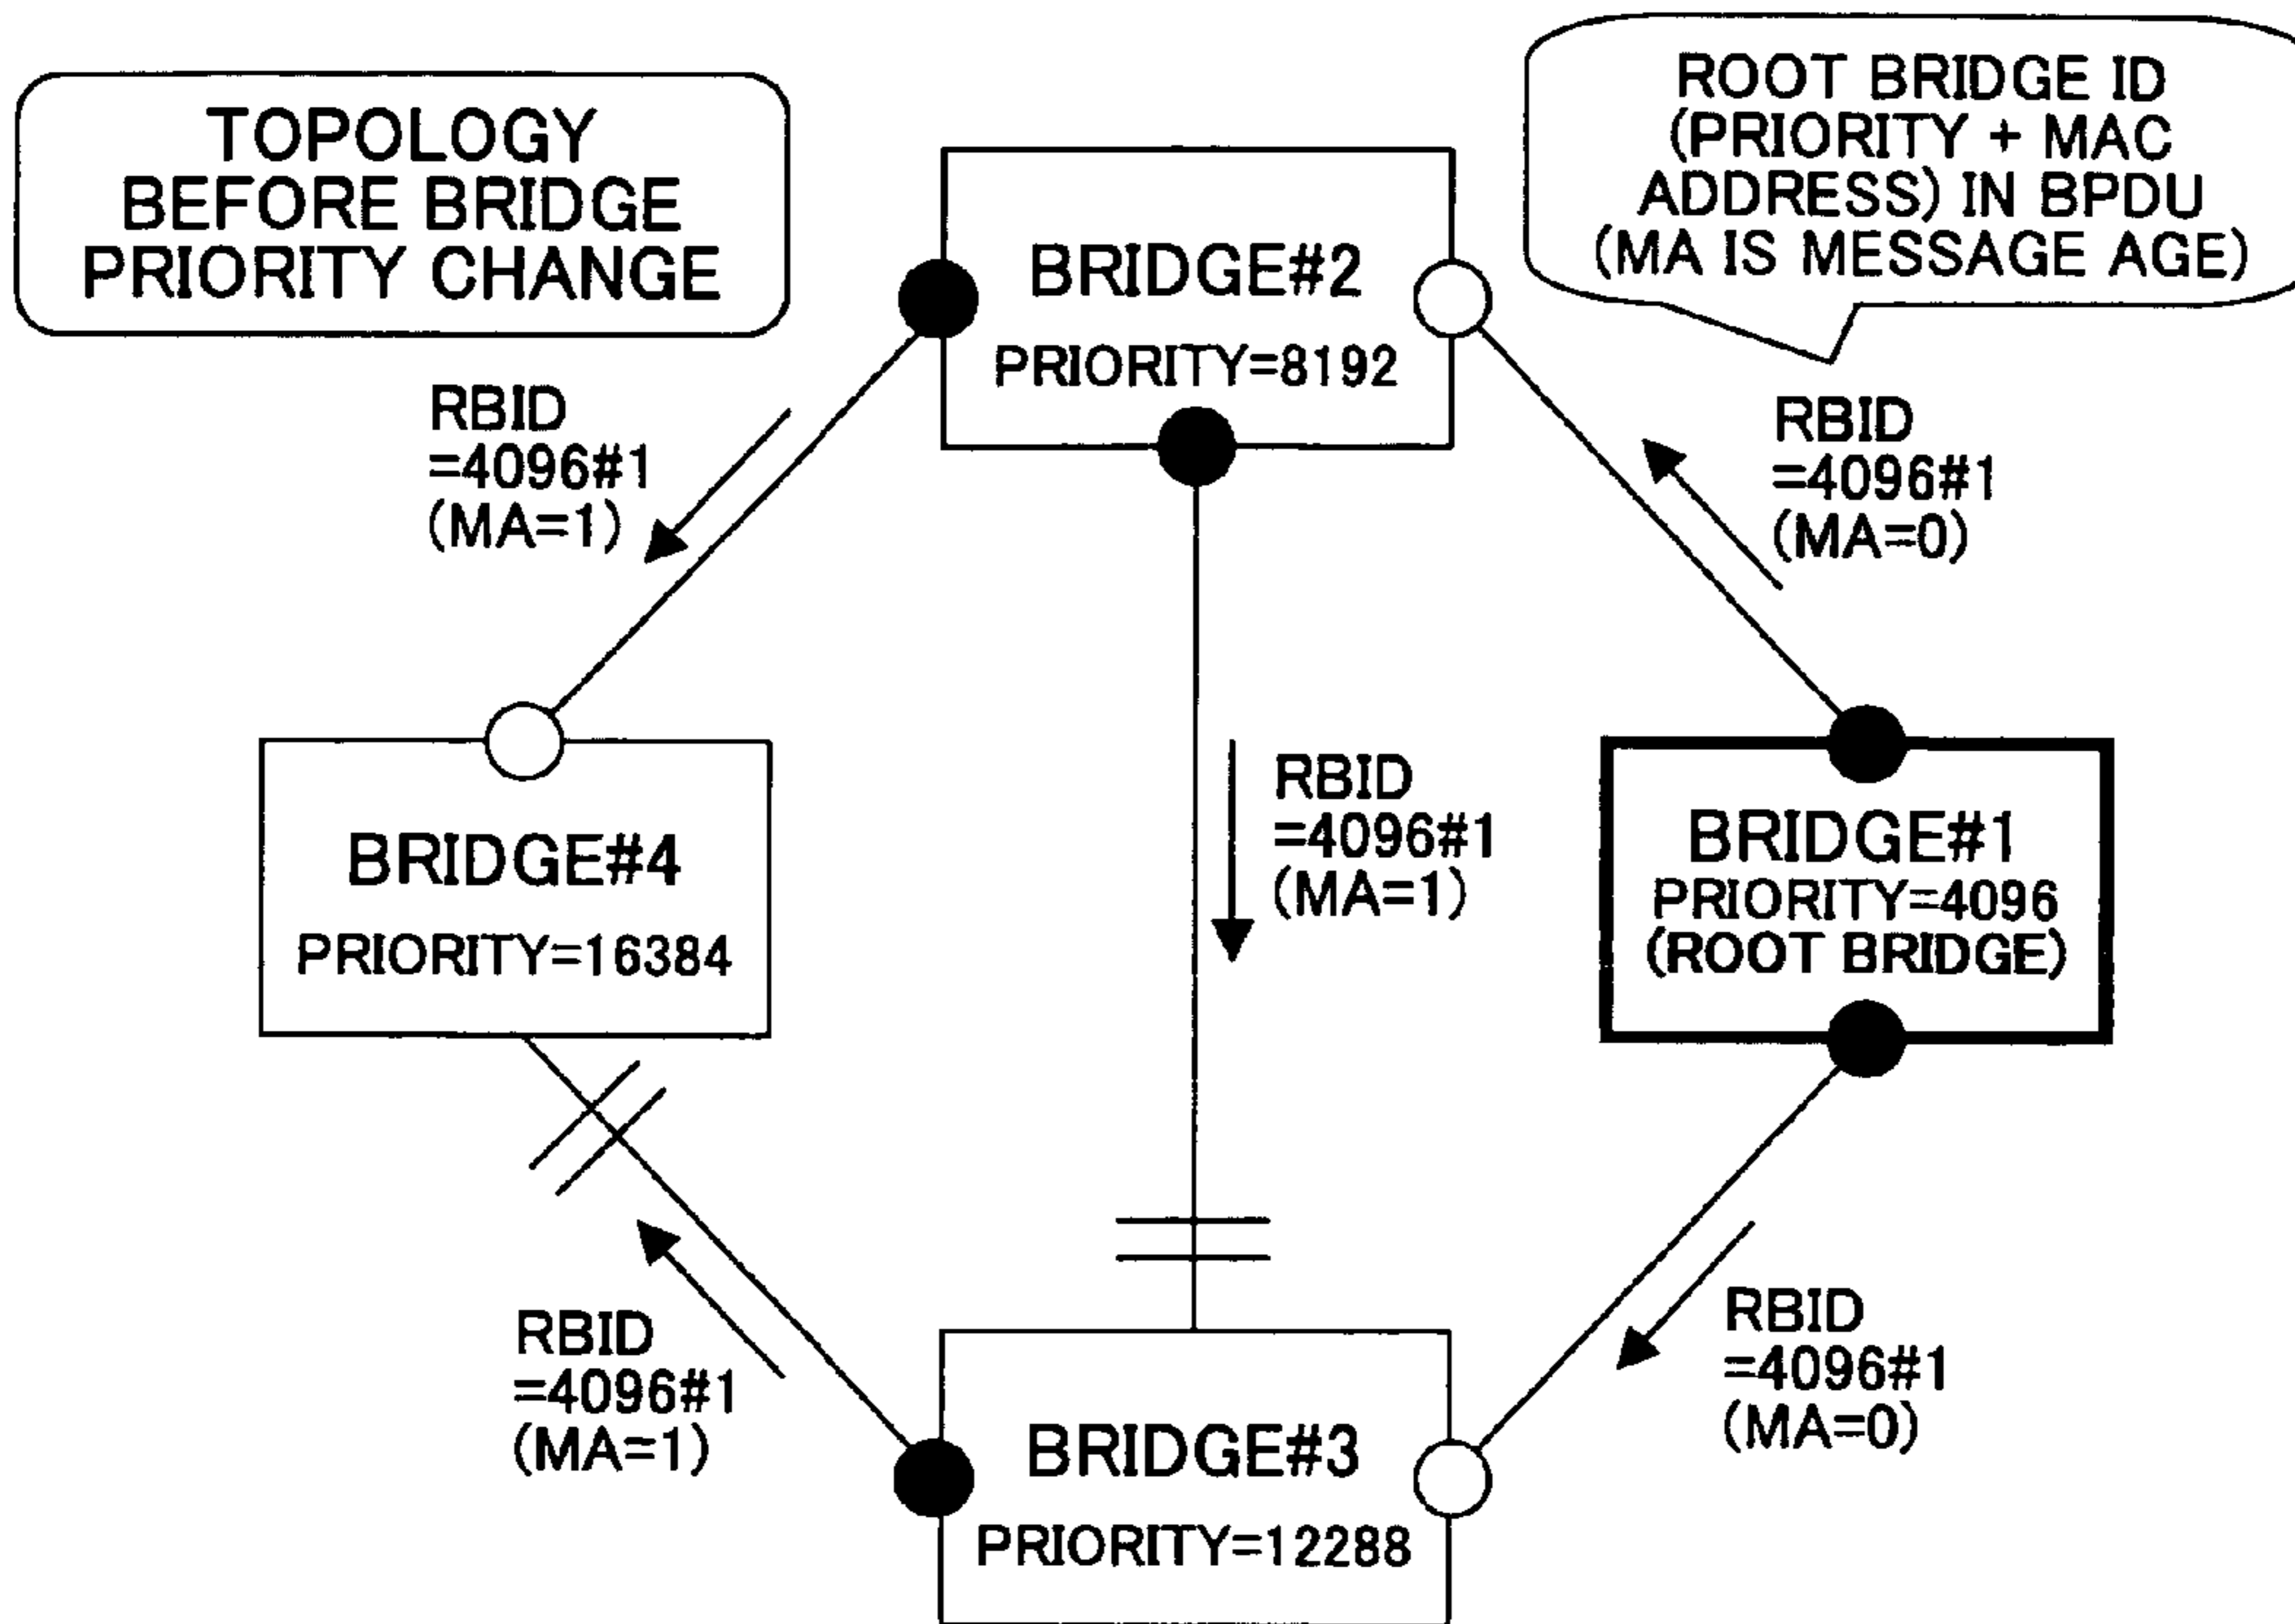 TOPOLOGY
BEFORE BRIDGE
PRIORITY CHANGE
ROOT BRIDGE ID
(PRIORITY + MAC
ADDRESS) IN BPDU
(MA IS MESSAGE AGE)
BRIDGE#2
PRIORITY=8192
RBID
=4096#1
(MA=1)
RBID
=4096#1
(MA=0)
RBID
=4096#1
(MA=1)
BRIDGE#4
PRIORITY=16384
BRIDGE#1
PRIORITY=4096
(ROOT BRIDGE)
RBID
=4096#1
(MA=1)
RBID
=4096#1
(MA=0)
BRIDGE#3
PRIORITY=12288